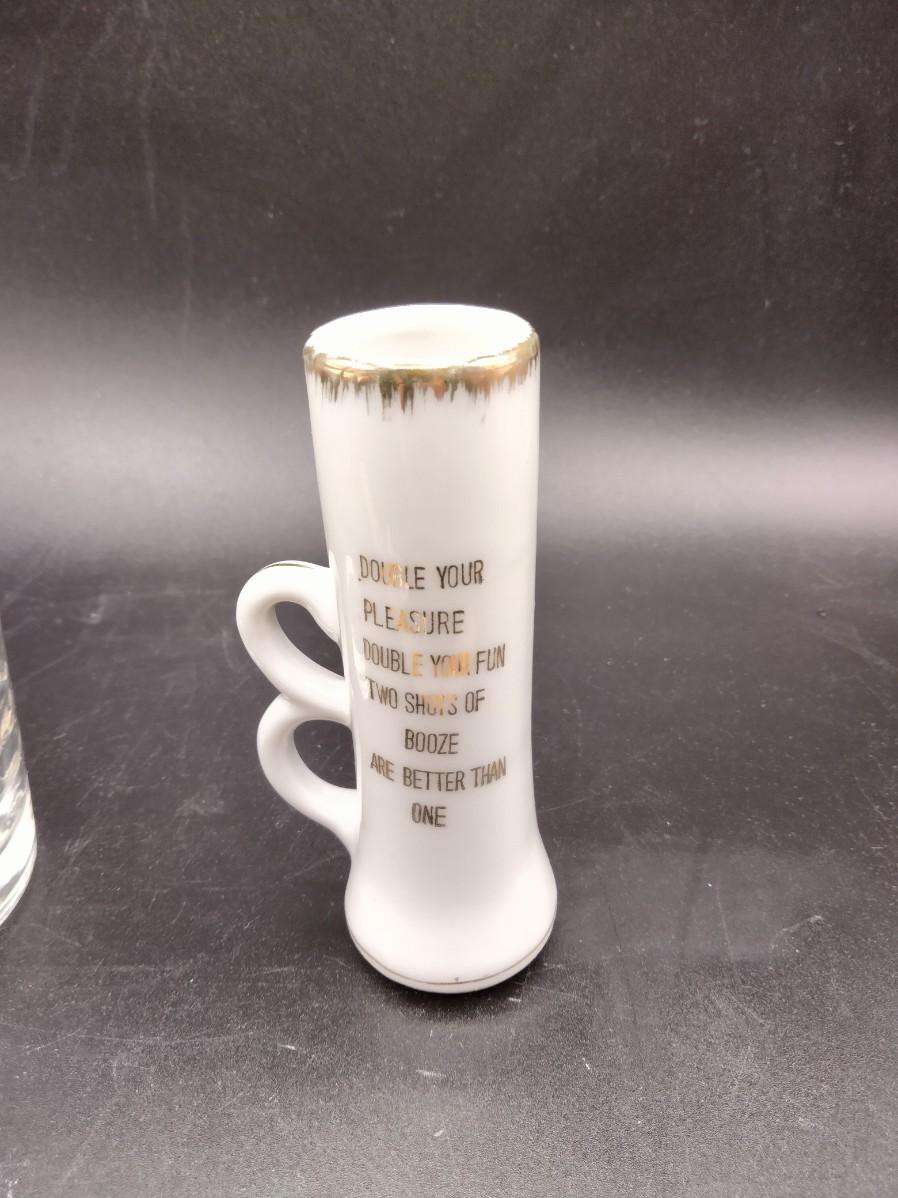 DOUBLE YOUR
PLEASURE
DOUBLE YOUR FUN
TWO SHOTS OF
BOOZE
ARE BETTER THAN
ONE